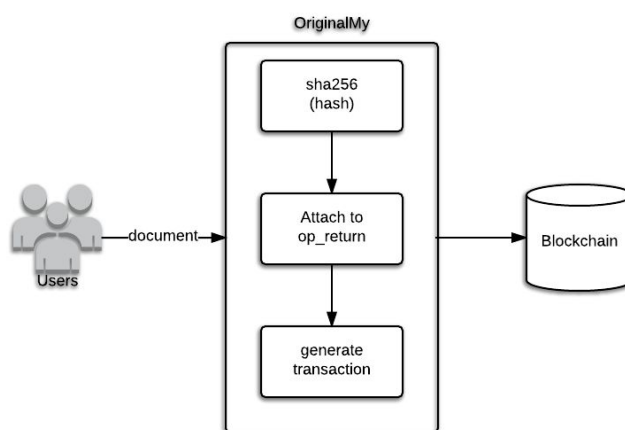 OriginalMy
sha256
(hash)
document
Attach to
op_return
Users
Blockchain
generate
transaction